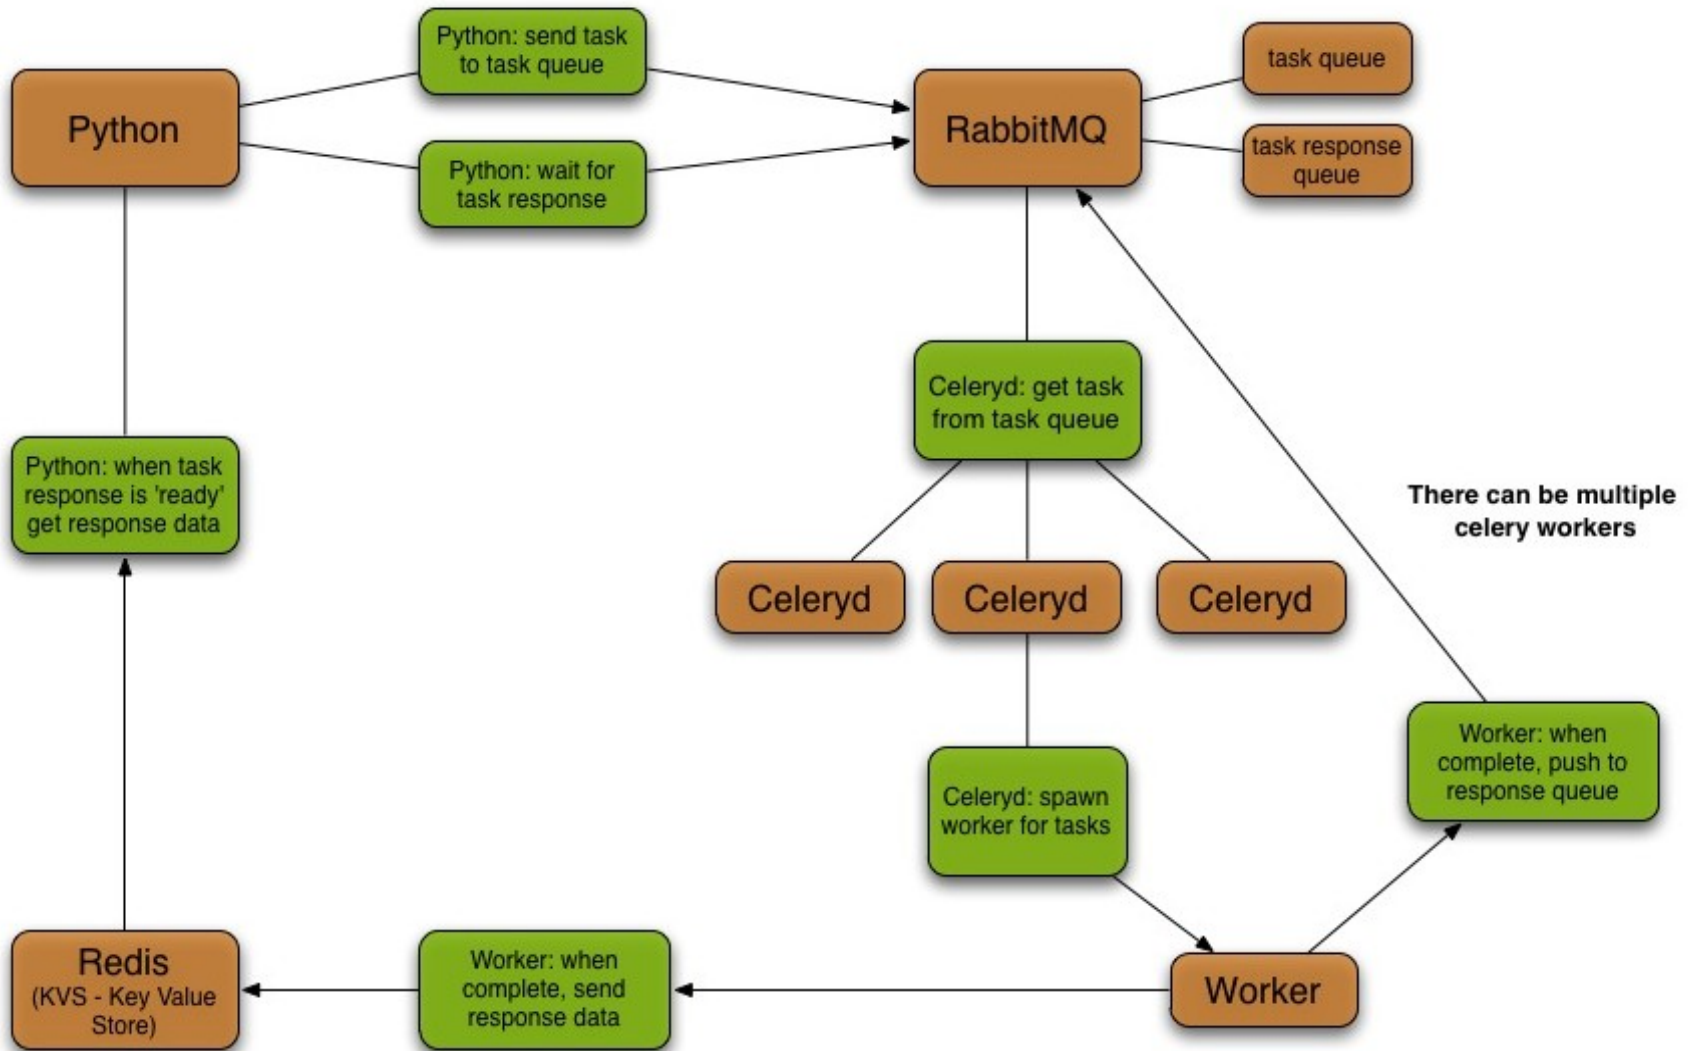 Python: send task
to task queue
task queue
Python
RabbitMQ
task response
queue
Python: wait for
task response
Celeryd: get task
from task queue
Python: when task
response is 'ready'
get response data
There can be multiple
celery workers
Celeryd
Celeryd
Celeryd
Worker: when
complete, push to
response queue
Celeryd: spawn
worker for tasks
Redis
(KVS - Key Value
Store)
Worker: when
complete, send
response data
Worker